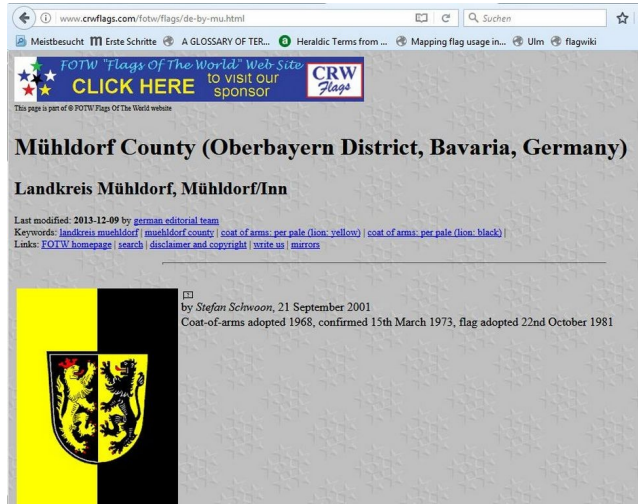 www.crwflags.com/fotw/flags/de-by-mu.html
Suchen
Meistbesucht
Erste Schritte
A GLOSSARY OF TER...
Heraldic Terms from ...
Mapping flag usage in...
Ulm
flagwiki
FOTW "Flags Of The World" Web Site
CLICK HERE to visit our sponsor
CRW Flags
This page is part of © FOTW Flags Of The World website
Mühldorf County (Oberbayern District, Bavaria, Germany)
Landkreis Mühldorf, Mühldorf/Inn
Last modified: 2013-12-09 by german editorial team
Keywords: landkreis muehldorf | muehldorf county | coat of arms: per pale (lion: yellow) | coat of arms: per pale (lion: black) |
Links: FOTW homepage | search | disclaimer and copyright | write us | mirrors
by Stefan Schwoon, 21 September 2001
Coat-of-arms adopted 1968, confirmed 15th March 1973, flag adopted 22nd October 1981